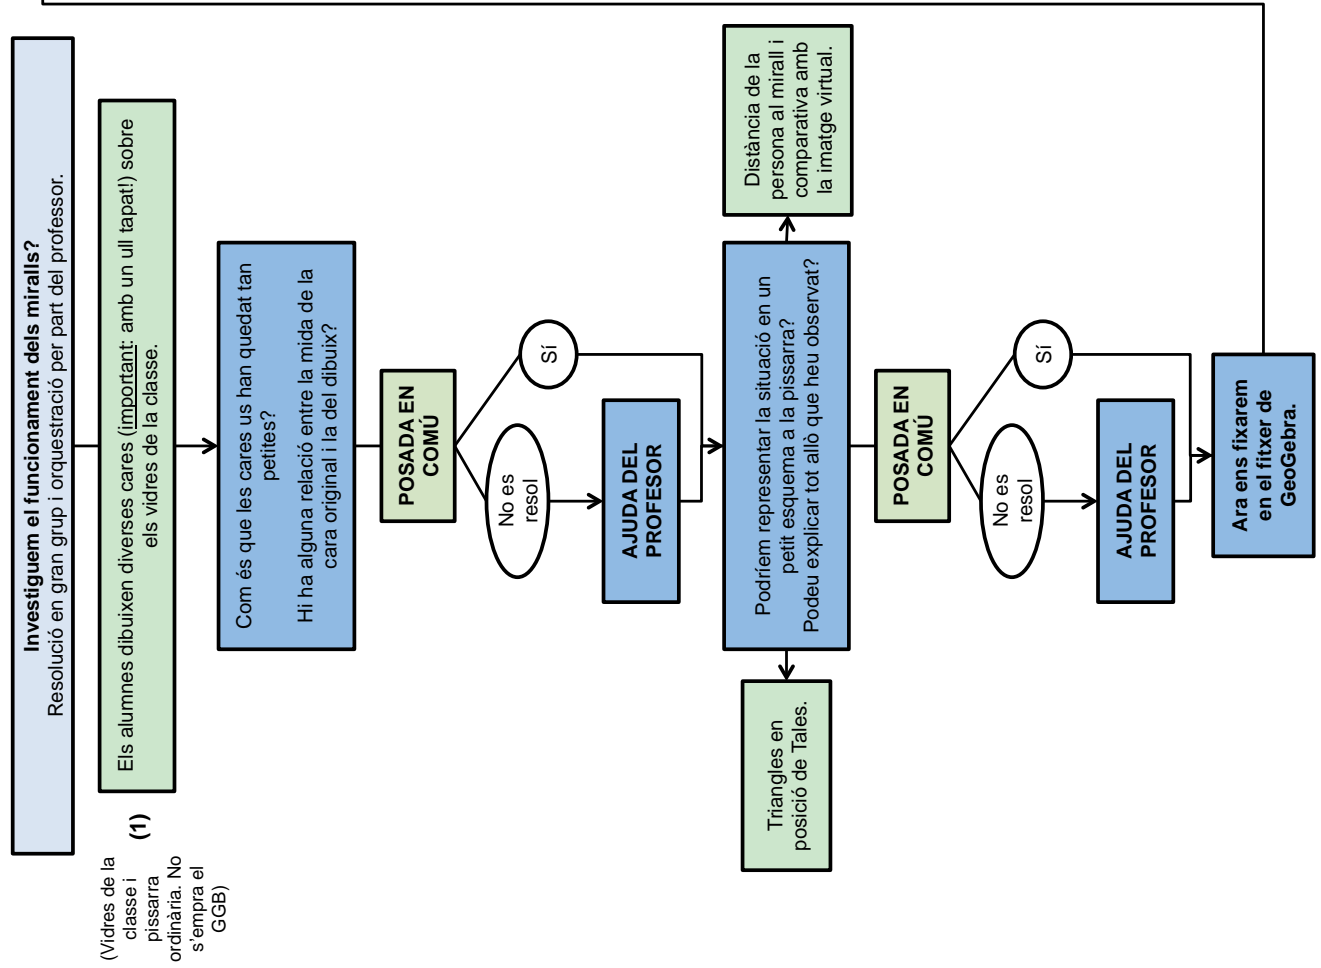 Investiguem el funcionament dels miralls?
Resolució en gran grup i orquestració per part del professor.
(1)
(Vidres de la
classe i
pissarra
ordinària. No
s'empra el
GGB)
Els alumnes dibuixen diverses cares (important: amb un ull tapat!) sobre
els vidres de la classe.
Com és que les cares us han quedat tan
petites?
Hi ha alguna relació entre la mida de la
cara original i la del dibuix?
POSADA EN
COMÚ
No es
resol
Sí
AJUDA DEL
PROFESOR
Triangles en
posició de Tales.
Podríem representar la situació en un
petit esquema a la pissarra?
Podeu explicar tot allò que heu observat?
Distància de la
persona al mirall i
comparativa amb
la imatge virtual.
POSADA EN
COMÚ
No es
resol
Sí
AJUDA DEL
PROFESOR
Ara ens fixarem
en el fitxer de
GeoGebra.